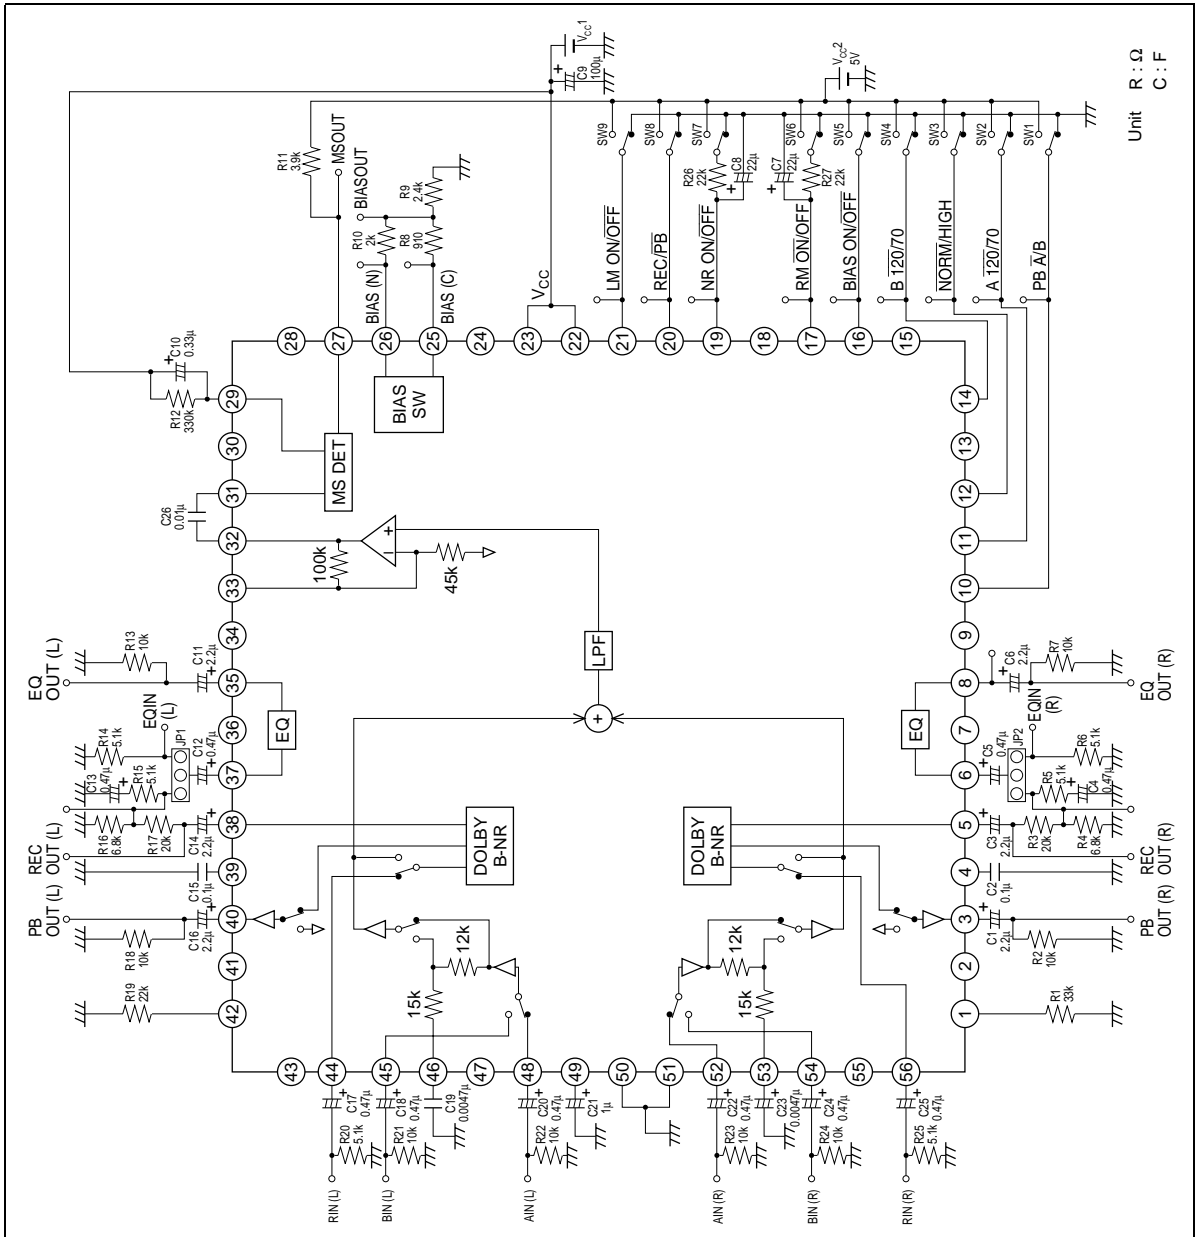 Unit R : Ω
C : F
VCC1
C9
100µ
VCC2
5V
R11
3.9k
MSOUT
BIASOUT
R10
2k
R8
910
R9
2.4k
BIAS (N)
BIAS (C)
VCC
SW9
SW8
SW7
SW6
SW5
SW4
SW3
SW2
SW1
R26
22k
C8
22µ
C7
22µ
R27
22k
LM ON/OFF
REC/PB
NR ON/OFF
RM ON/OFF
BIAS ON/OFF
B 120/70
NORM/HIGH
A 120/70
PB A/B
28
27
26
25
24
23
22
21
20
19
18
17
16
15
C10
0.33µ
R12
330k
29
30
31
32
33
34
35
36
37
38
39
40
41
42
14
13
12
11
10
9
8
7
6
5
4
3
2
1
BIAS
SW
MS DET
C26
0.01µ
100k
+
−
45k
LPF
+
EQ
EQ
DOLBY
B-NR
DOLBY
B-NR
12k
15k
12k
15k
EQ
OUT (L)
R13
10k
C11
2.2µ
EQIN
(L)
R14
5.1k
JP1
C12
0.47µ
C13
0.47µ
R15
5.1k
R16
6.8k
R17
20k
C14
2.2µ
REC
OUT (L)
C15
0.1µ
PB
OUT (L)
C16
2.2µ
R18
10k
R19
22k
C6
2.2µ
R7
10k
EQ
OUT (R)
EQIN
(R)
C5
0.47µ
JP2
R6
5.1k
R5
5.1k
C4
0.47µ
C3
2.2µ
R3
20k
R4
6.8k
REC
OUT (R)
C2
0.1µ
C1
2.2µ
R2
10k
PB
OUT (R)
R1
33k
43
44
45
46
47
48
49
50
51
52
53
54
55
56
C17
0.47µ
R20
5.1k
RIN (L)
C18
0.47µ
R21
10k
BIN (L)
C19
0.0047µ
C20
0.47µ
R22
10k
AIN (L)
C21
1µ
C22
0.47µ
R23
10k
AIN (R)
C23
0.0047µ
C24
0.47µ
R24
10k
BIN (R)
C25
0.47µ
R25
5.1k
RIN (R)